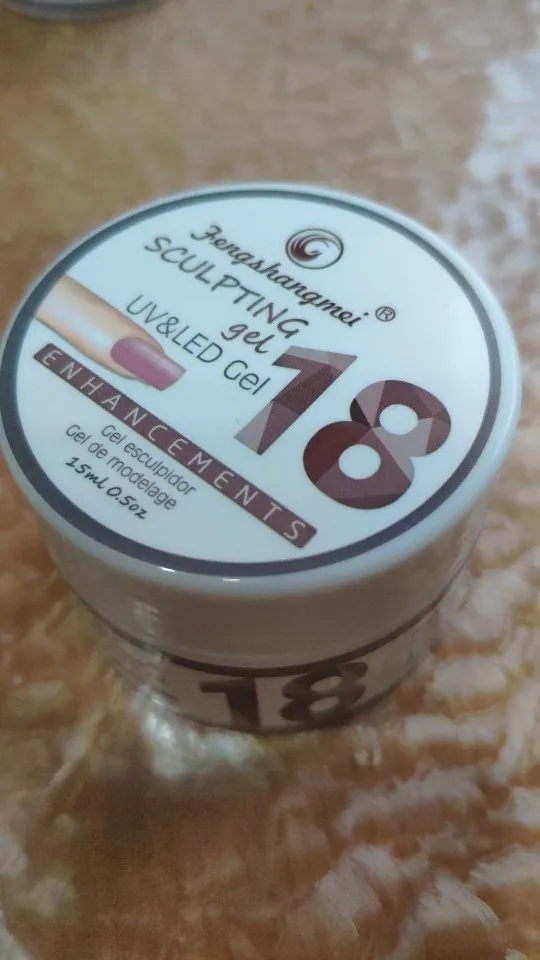 Fengshangmei ®
SCULPTING
gel
UV&LED Gel
18
ENHANCEMENTS
Gel esculpidor
Gel de modelage
15ml 0.5oz
18